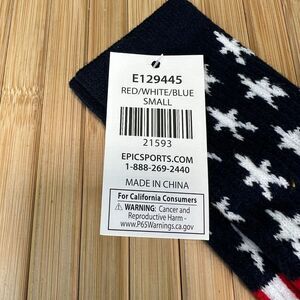 E129445
RED/WHITE/BLUE
SMALL
21593
EPICSPORTS.COM
1-888-269-2440
MADE IN CHINA
For California Consumers
⚠ WARNING: Cancer and
Reproductive Harm -
www.P65Warnings.ca.gov